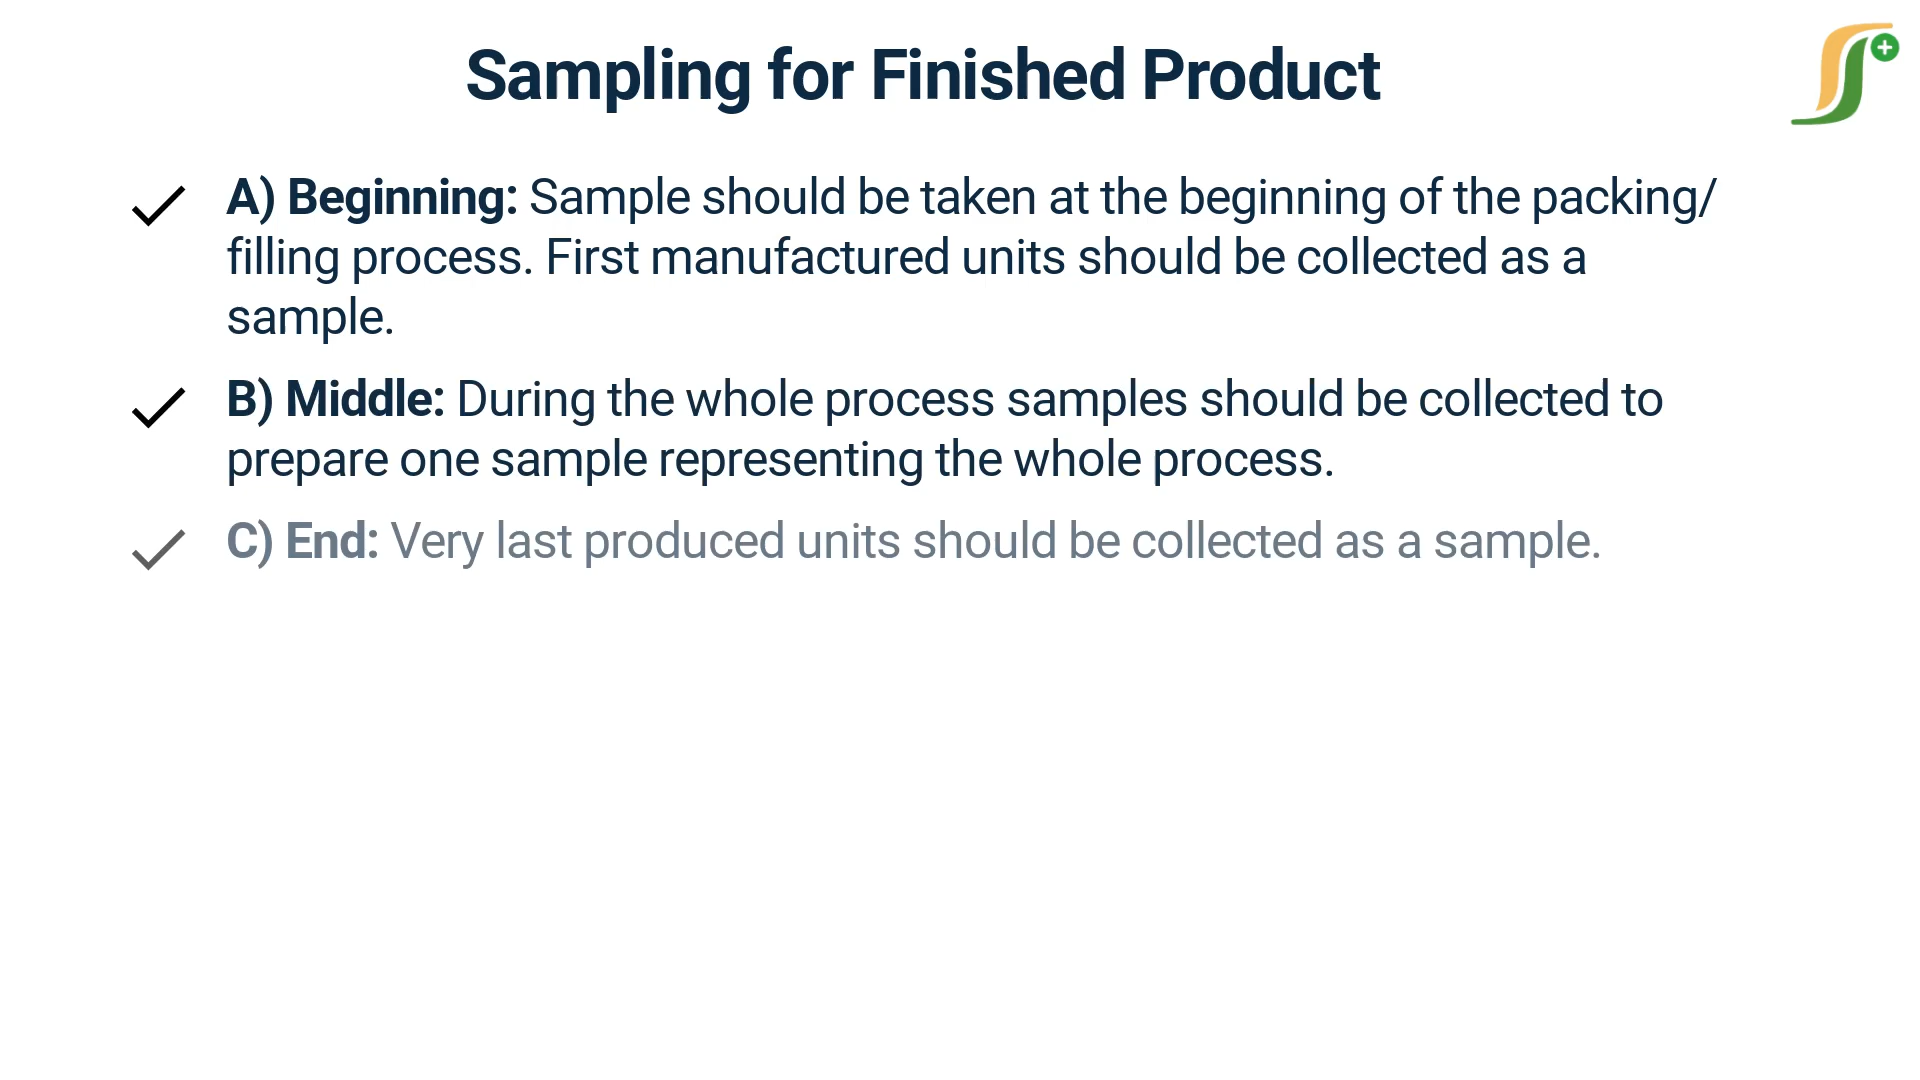 Sampling for Finished Product
A) Beginning: Sample should be taken at the beginning of the packing/
filling process. First manufactured units should be collected as a
sample.
B) Middle: During the whole process samples should be collected to
prepare one sample representing the whole process.
C) End: Very last produced units should be collected as a sample.